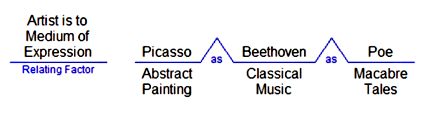 Artist is to
Medium of
Expression
Relating Factor
Picasso
Abstract
Painting
as
Beethoven
Classical
Music
as
Poe
Macabre
Tales